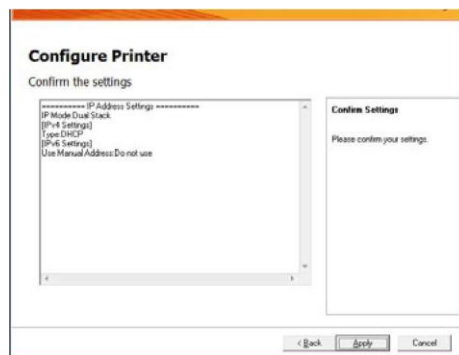 Configure Printer
Confirm the settings
========== IP Address Settings ==========
IP Mode:Dual Stack
[IPv4 Settings]
Type:DHCP
[IPv6 Settings]
Use Manual Address:Do not use
Confirm Settings
Please confirm your settings.
< Back
Apply
Cancel